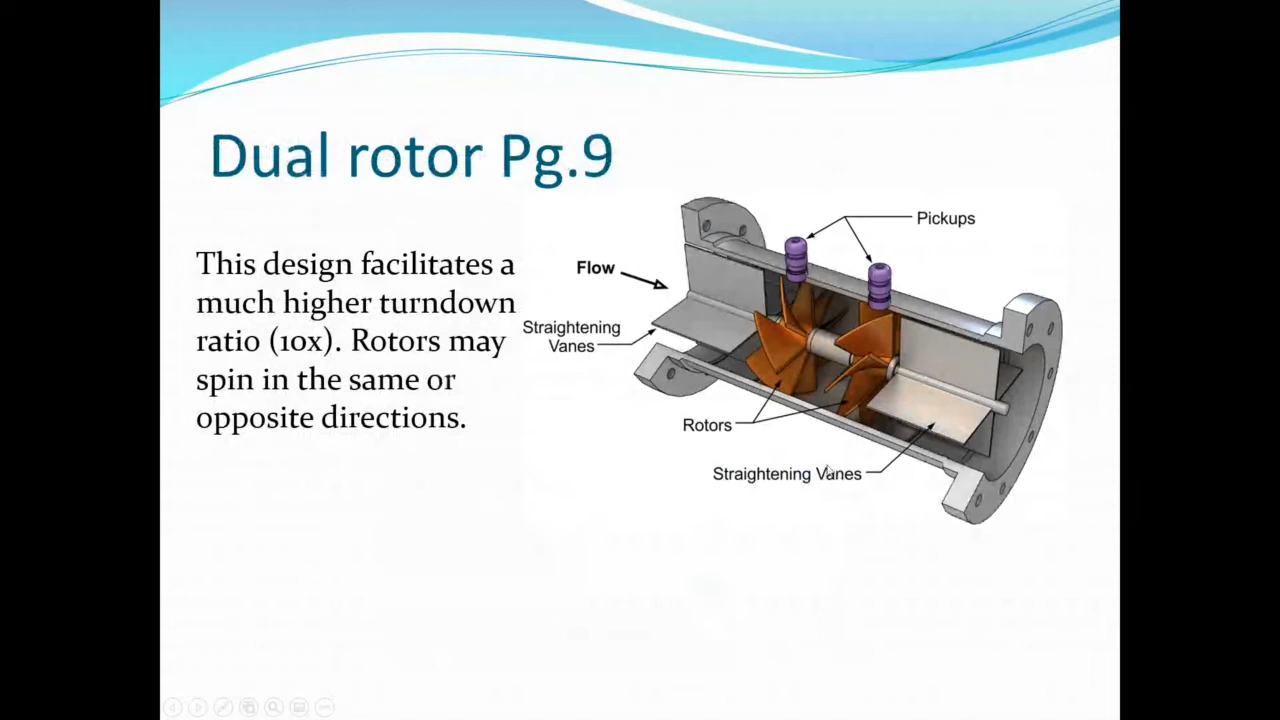 Dual rotor Pg.9
This design facilitates a
much higher turndown
ratio (10x). Rotors may
spin in the same or
opposite directions.
Pickups
Flow
Straightening
Vanes
Rotors
Straightening Vanes